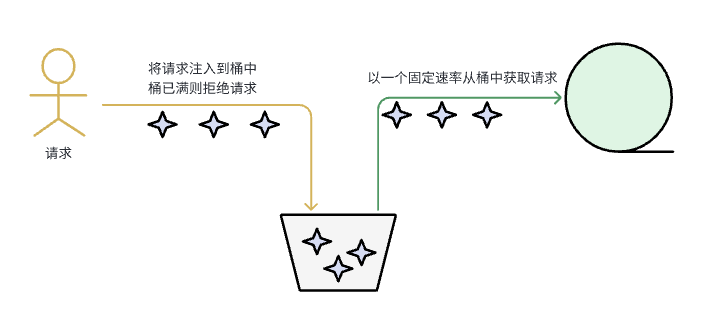 将请求注入到桶中
桶已满则拒绝请求
以一个固定速率从桶中获取请求
请求